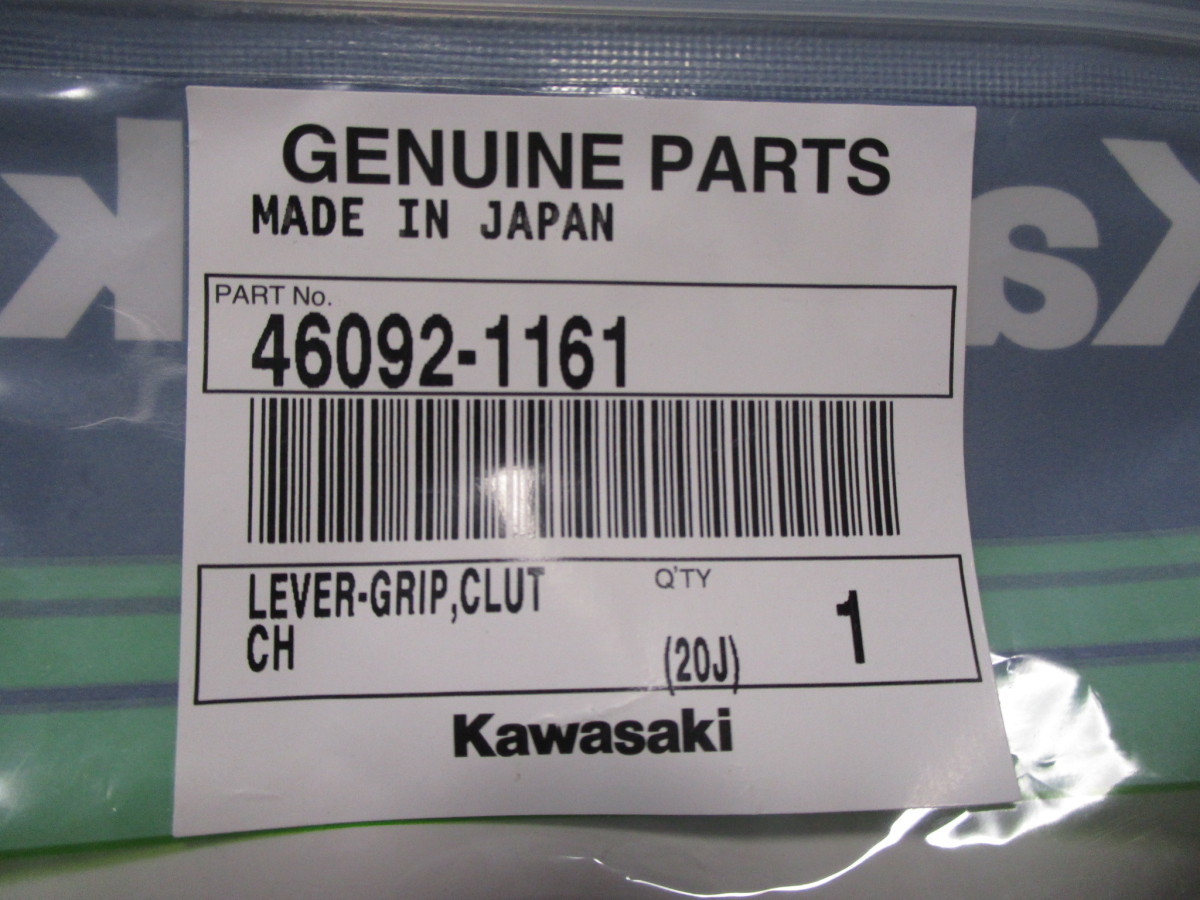 GENUINE PARTS
MADE IN JAPAN
PART No.
46092-1161
LEVER-GRIP,CLUT
CH
Q'TY
(20J)
1
Kawasaki